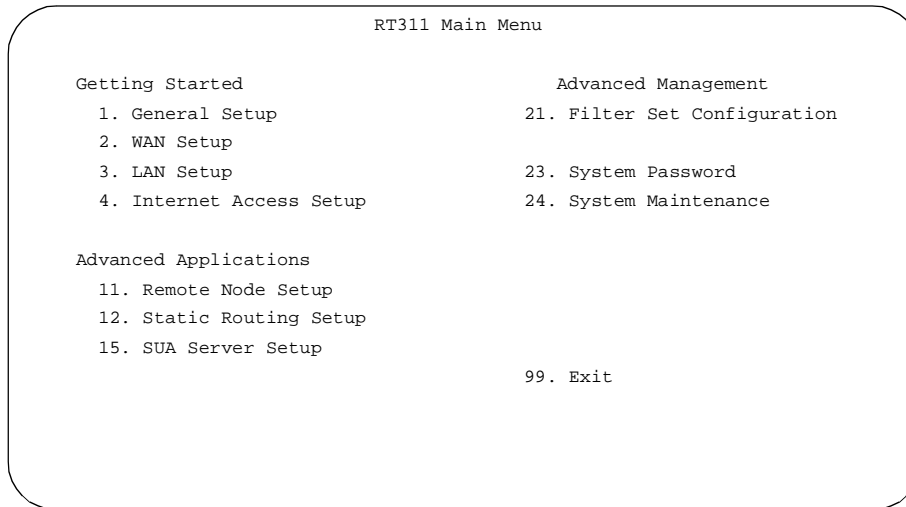 RT311 Main Menu
Getting Started
1. General Setup
2. WAN Setup
3. LAN Setup
4. Internet Access Setup
Advanced Applications
11. Remote Node Setup
12. Static Routing Setup
15. SUA Server Setup
Advanced Management
21. Filter Set Configuration
23. System Password
24. System Maintenance
99. Exit